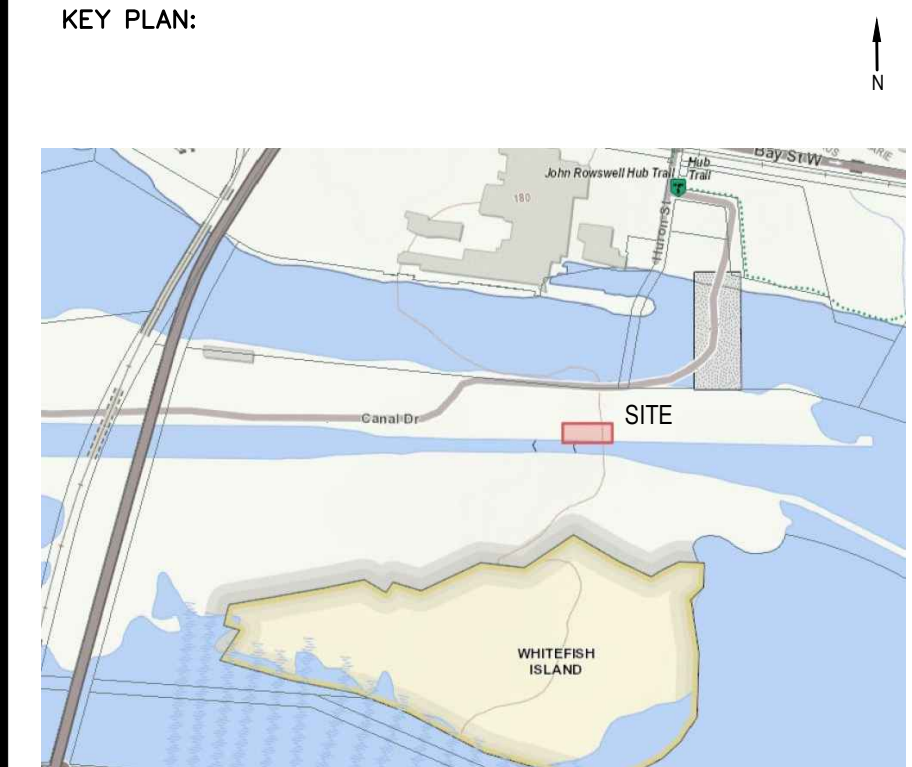 KEY PLAN:
N
Bay St W
John Rowswell Hub Trail
Hub
Trail
180
Huron St
Canal Dr
SITE
WHITEFISH
ISLAND